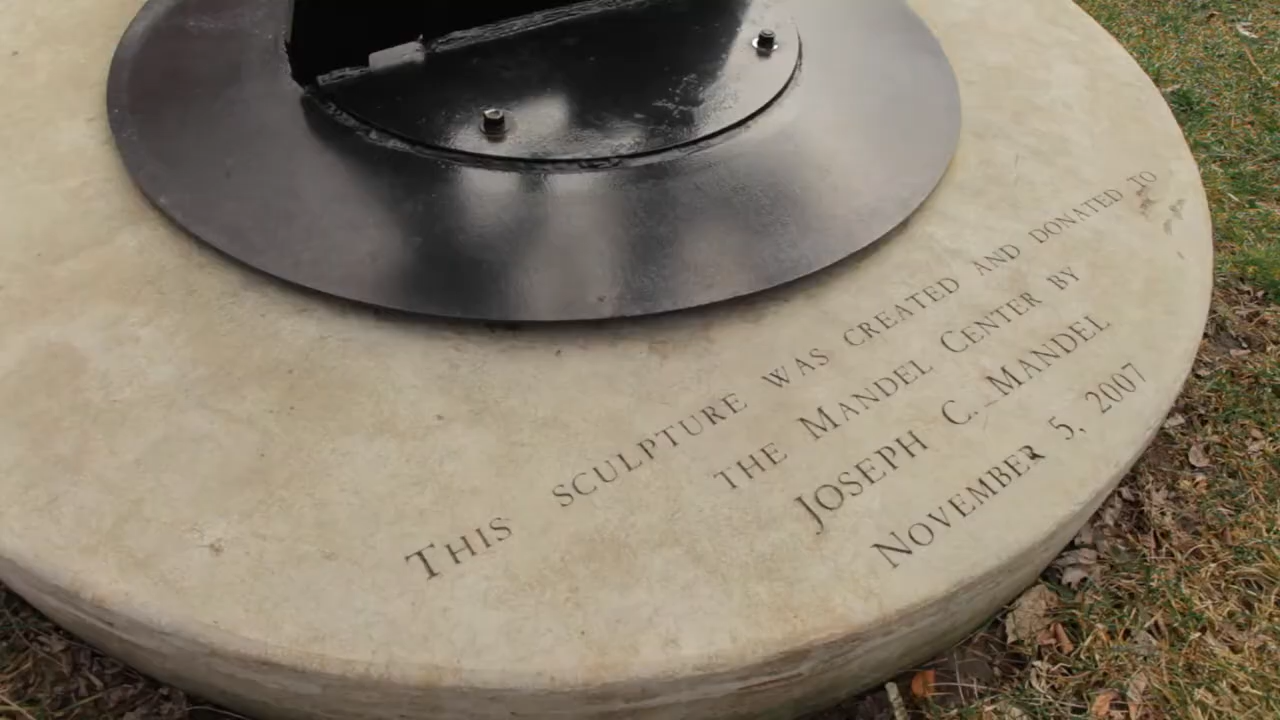 THIS SCULPTURE WAS CREATED AND DONATED TO
THE MANDEL CENTER BY
JOSEPH C. MANDEL
NOVEMBER 5, 2007